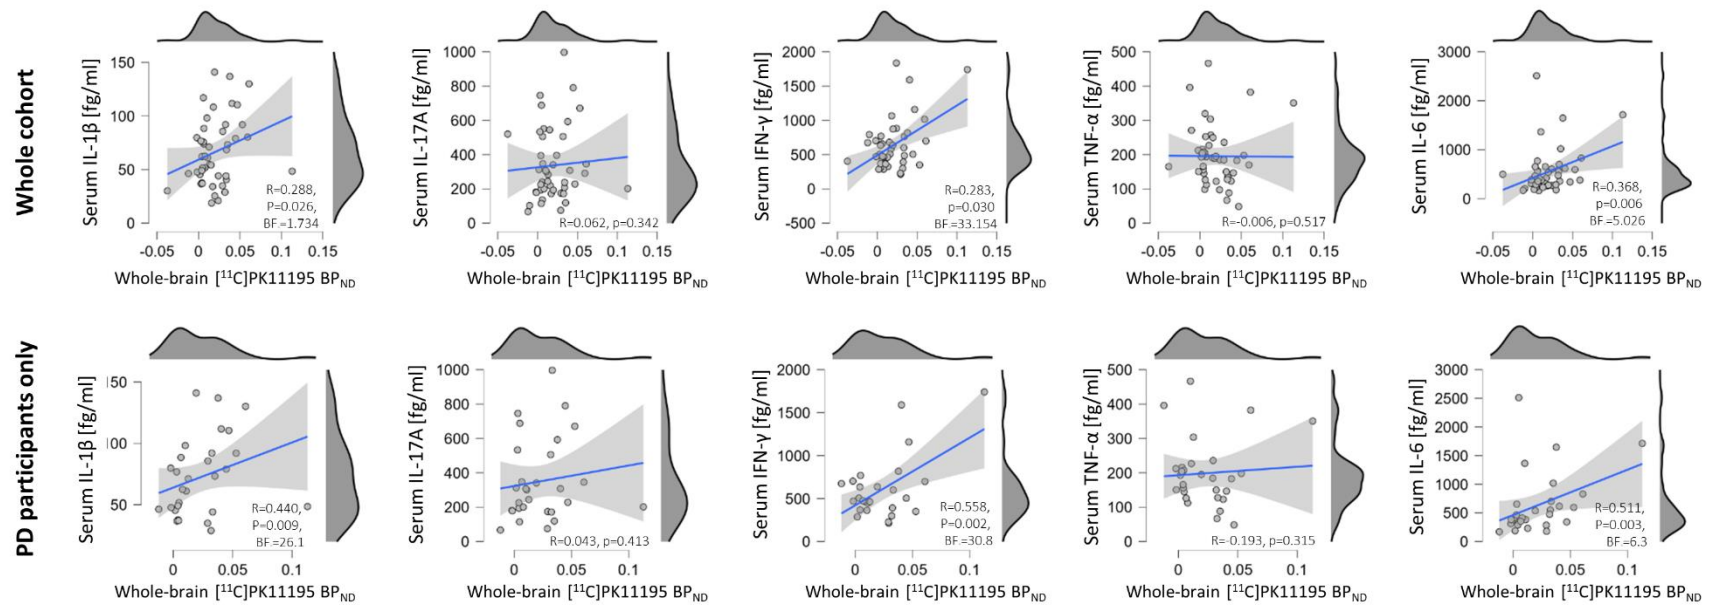 Whole cohort
Serum IL-1β [fg/ml]
150
100
50
0
-0.05 0 0.05 0.1 0.15
R=0.288,
P=0.026,
BF =1.734
Whole-brain [¹¹C]PK11195 BP_ND
Serum IL-17A [fg/ml]
1000
800
600
400
200
0
-0.05 0 0.05 0.1 0.15
R=0.062, p=0.342
Whole-brain [¹¹C]PK11195 BP_ND
Serum IFN-γ [fg/ml]
2000
1500
1000
500
0
-500
-0.05 0 0.05 0.1 0.15
R=0.283,
p=0.030
BF =33.154
Whole-brain [¹¹C]PK11195 BP_ND
Serum TNF-α [fg/ml]
500
400
300
200
100
0
-0.05 0 0.05 0.1 0.15
R=-0.006, p=0.517
Whole-brain [¹¹C]PK11195 BP_ND
Serum IL-6 [fg/ml]
3000
2000
1000
0
-0.05 0 0.05 0.1 0.15
R=0.368,
p=0.006
BF=5.026
Whole-brain [¹¹C]PK11195 BP_ND
PD participants only
Serum IL-1β [fg/ml]
150
100
50
0 0.05 0.1
R=0.440,
P=0.009,
BF =26.1
Whole-brain [¹¹C]PK11195 BP_ND
Serum IL-17A [fg/ml]
1000
800
600
400
200
0
0 0.05 0.1
R=0.043, p=0.413
Whole-brain [¹¹C]PK11195 BP_ND
Serum IFN-γ [fg/ml]
2000
1500
1000
500
0
0 0.05 0.1
R=0.558,
P=0.002,
BF=30.8
Whole-brain [¹¹C]PK11195 BP_ND
Serum TNF-α [fg/ml]
500
400
300
200
100
0
0 0.05 0.1
R=-0.193, p=0.315
Whole-brain [¹¹C]PK11195 BP_ND
Serum IL-6 [fg/ml]
3000
2500
2000
1500
1000
500
0
0 0.05 0.1
R=0.511,
P=0.003,
BF=6.3
Whole-brain [¹¹C]PK11195 BP_ND